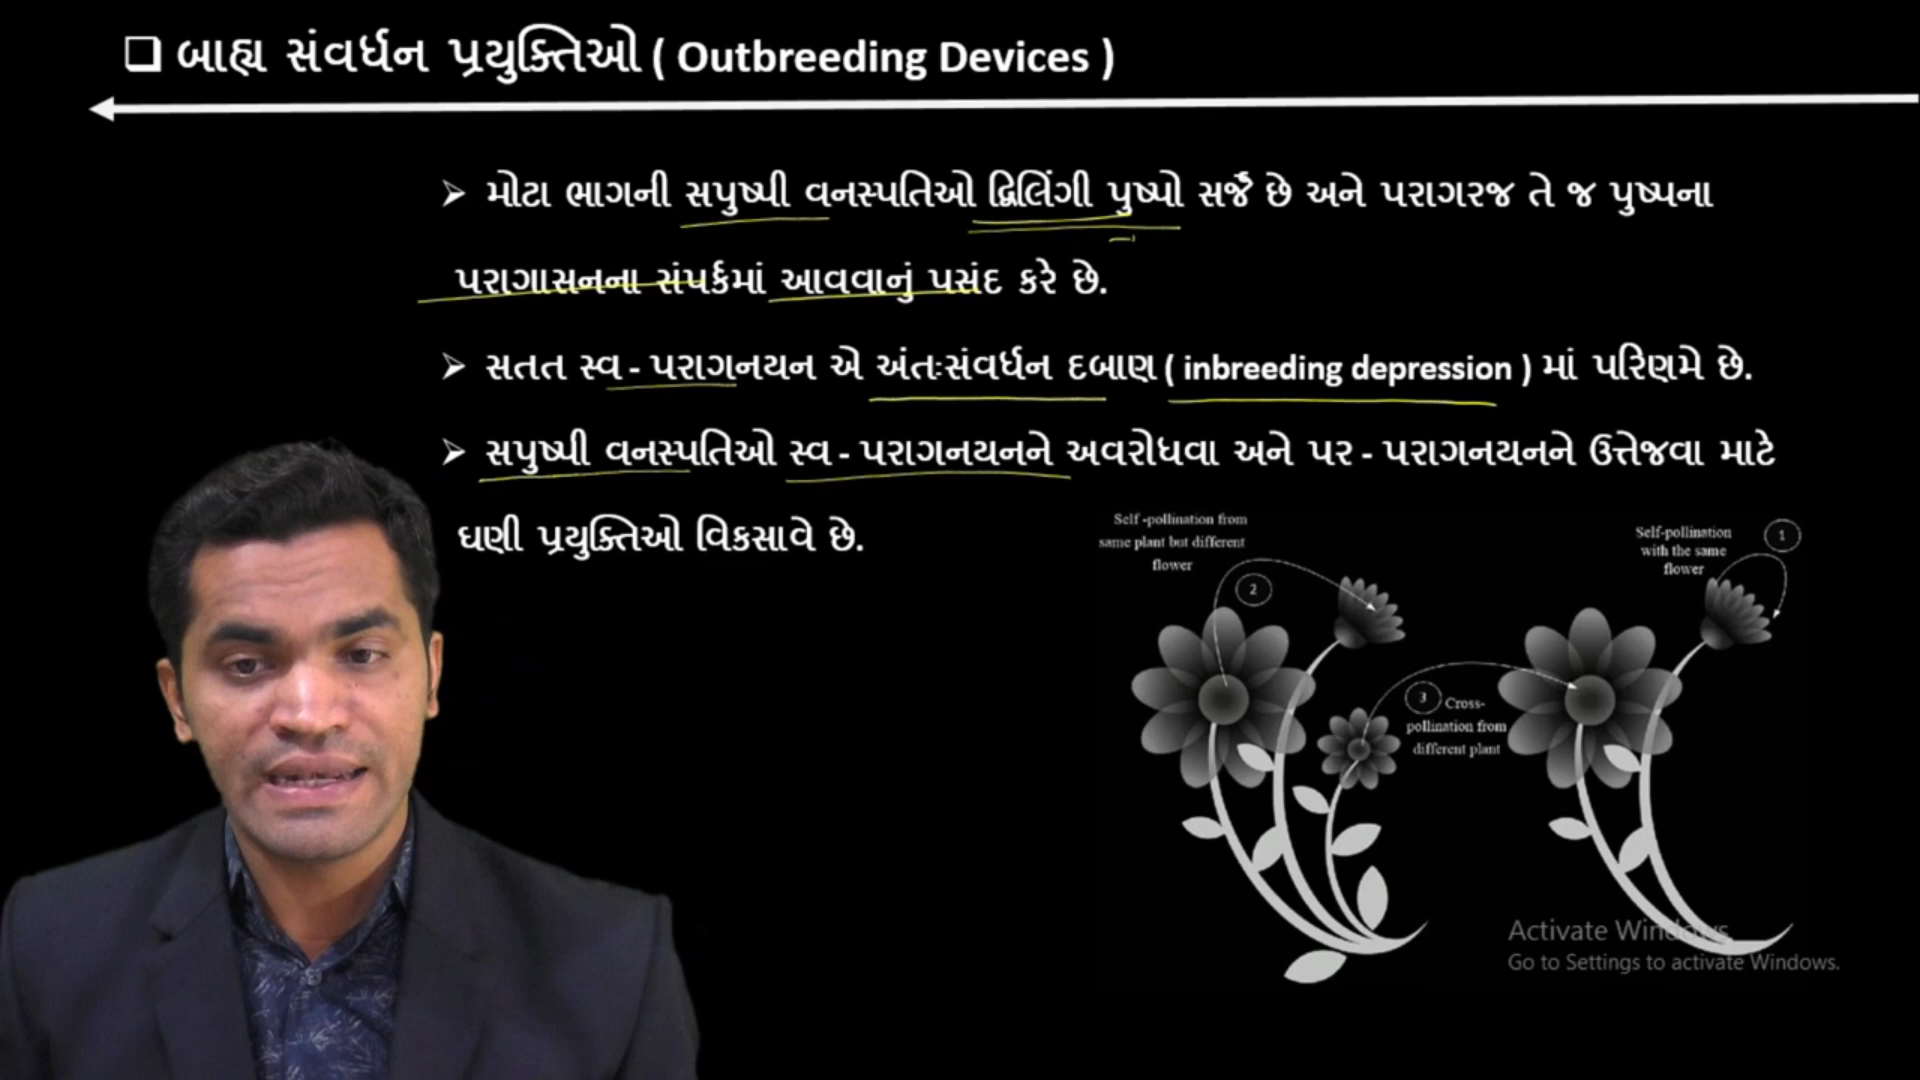 ❑ બાહ્ય સંવર્ધન પ્રયુક્તિઓ ( Outbreeding Devices )
➢ મોટા ભાગની સપુષ્પી વનસ્પતિઓ દ્વિલિંગી પુષ્પો સર્જે છે અને પરાગરજ તે જ પુષ્પના
પરાગાસનના સંપર્કમાં આવવાનું પસંદ કરે છે.
➢ સતત સ્વ - પરાગનયન એ અંતઃસંવર્ધન દબાણ ( inbreeding depression ) માં પરિણમે છે.
➢ સપુષ્પી વનસ્પતિઓ સ્વ - પરાગનયનને અવરોધવા અને પર - પરાગનયનને ઉત્તેજવા માટે
ઘણી પ્રયુક્તિઓ વિકસાવે છે.
Self -pollination from
same plant but different
flower
2
Self-pollination
with the same
flower
1
3 Cross-
pollination from
different plant
Activate Windows
Go to Settings to activate Windows.